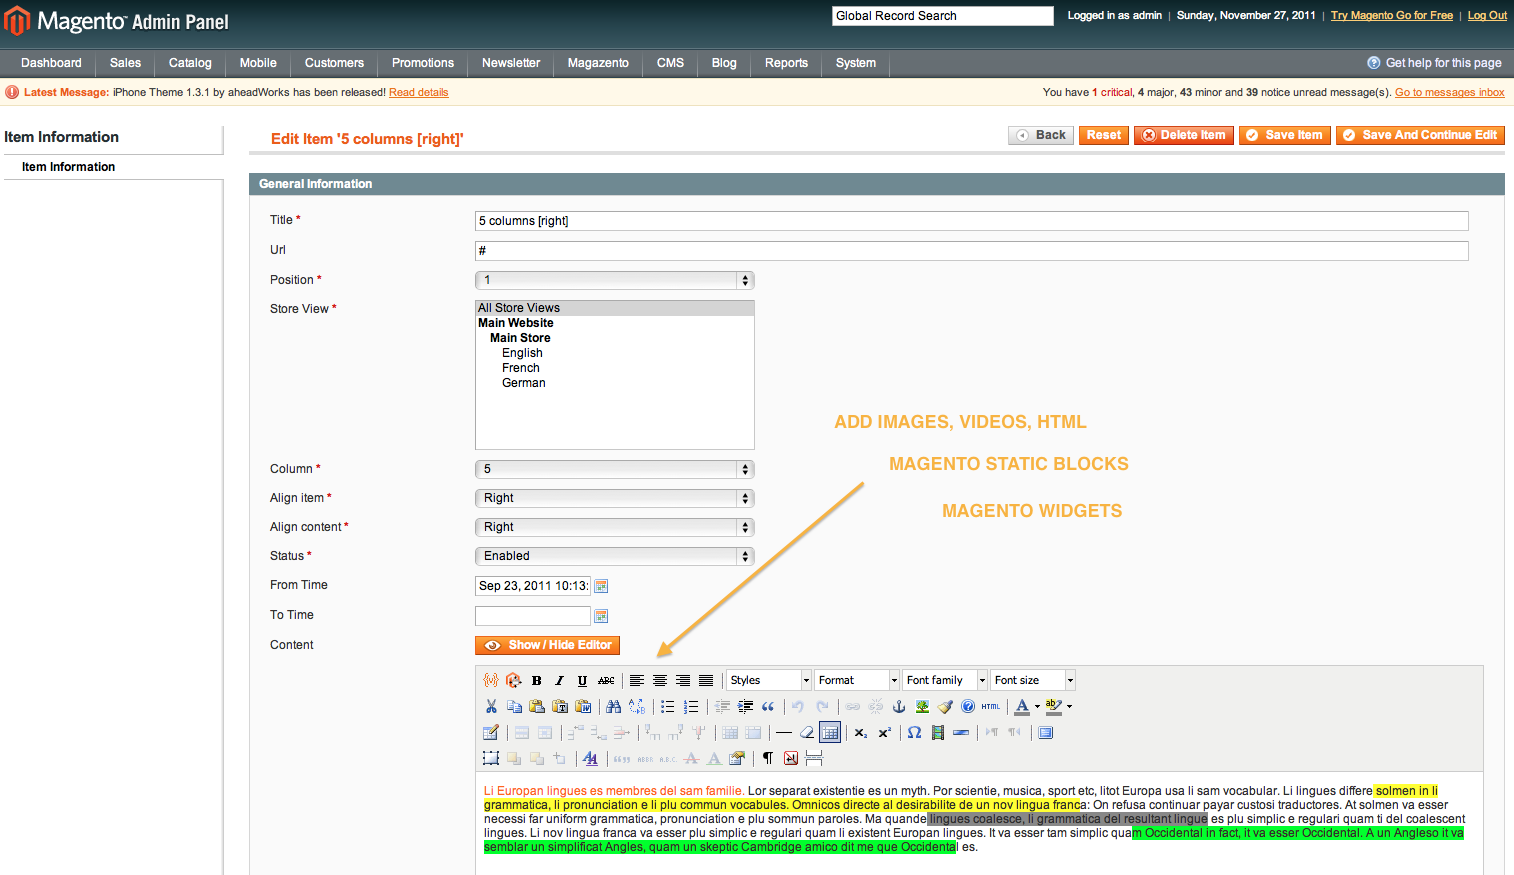 Magento Admin Panel
Global Record Search
Logged in as admin | Sunday, November 27, 2011 | Try Magento Go for Free | Log Out
Dashboard Sales Catalog Mobile Customers Promotions Newsletter Magazento CMS Blog Reports System
Get help for this page
Latest Message: iPhone Theme 1.3.1 by aheadWorks has been released! Read details
You have 1 critical, 4 major, 43 minor and 39 notice unread message(s). Go to messages inbox
Item Information
Item Information
Edit Item '5 columns [right]'
Back Reset Delete Item Save Item Save And Continue Edit
General Information
Title * 5 columns [right]
Url #
Position * 1
Store View * All Store Views
Main Website
Main Store
English
French
German
ADD IMAGES, VIDEOS, HTML
MAGENTO STATIC BLOCKS
MAGENTO WIDGETS
Column * 5
Align item * Right
Align content * Right
Status * Enabled
From Time Sep 23, 2011 10:13:
To Time
Content Show / Hide Editor
B I U ABC Styles Format Font family Font size
HTML A ab
x₂ x² Ω
AA ABBR A.B.C. A A ¶
Li Europan lingues es membres del sam familie. Lor separat existentie es un myth. Por scientie, musica, sport etc, litot Europa usa li sam vocabular. Li lingues differe solmen in li
grammatica, li pronunciation e li plu commun vocabules. Omnicos directe al desirabilite de un nov lingua franca: On refusa continuar payar custosi traductores. At solmen va esser
necessi far uniform grammatica, pronunciation e plu sommun paroles. Ma quande lingues coalesce, li grammatica del resultant lingue es plu simplic e regulari quam ti del coalescent
lingues. Li nov lingua franca va esser plu simplic e regulari quam li existent Europan lingues. It va esser tam simplic quam Occidental in fact, it va esser Occidental. A un Angleso it va
semblar un simplificat Angles, quam un skeptic Cambridge amico dit me que Occidental es.